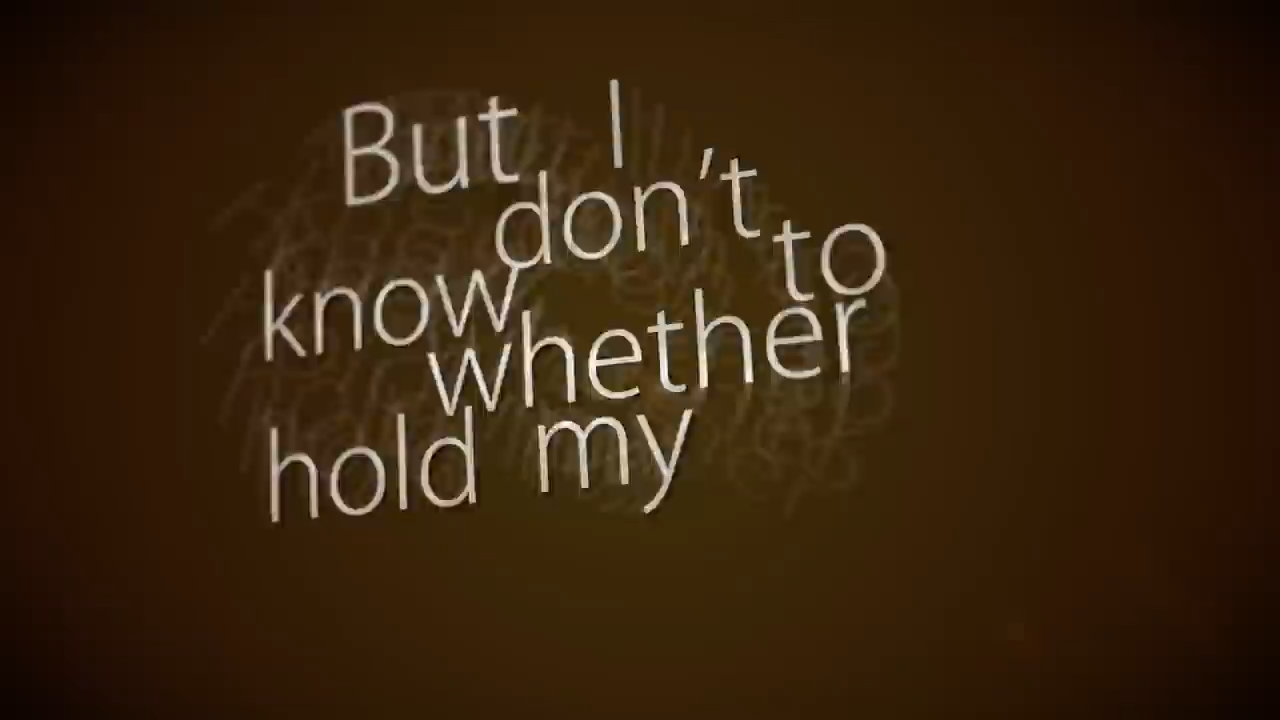 But I
don't
know to
whether
hold my